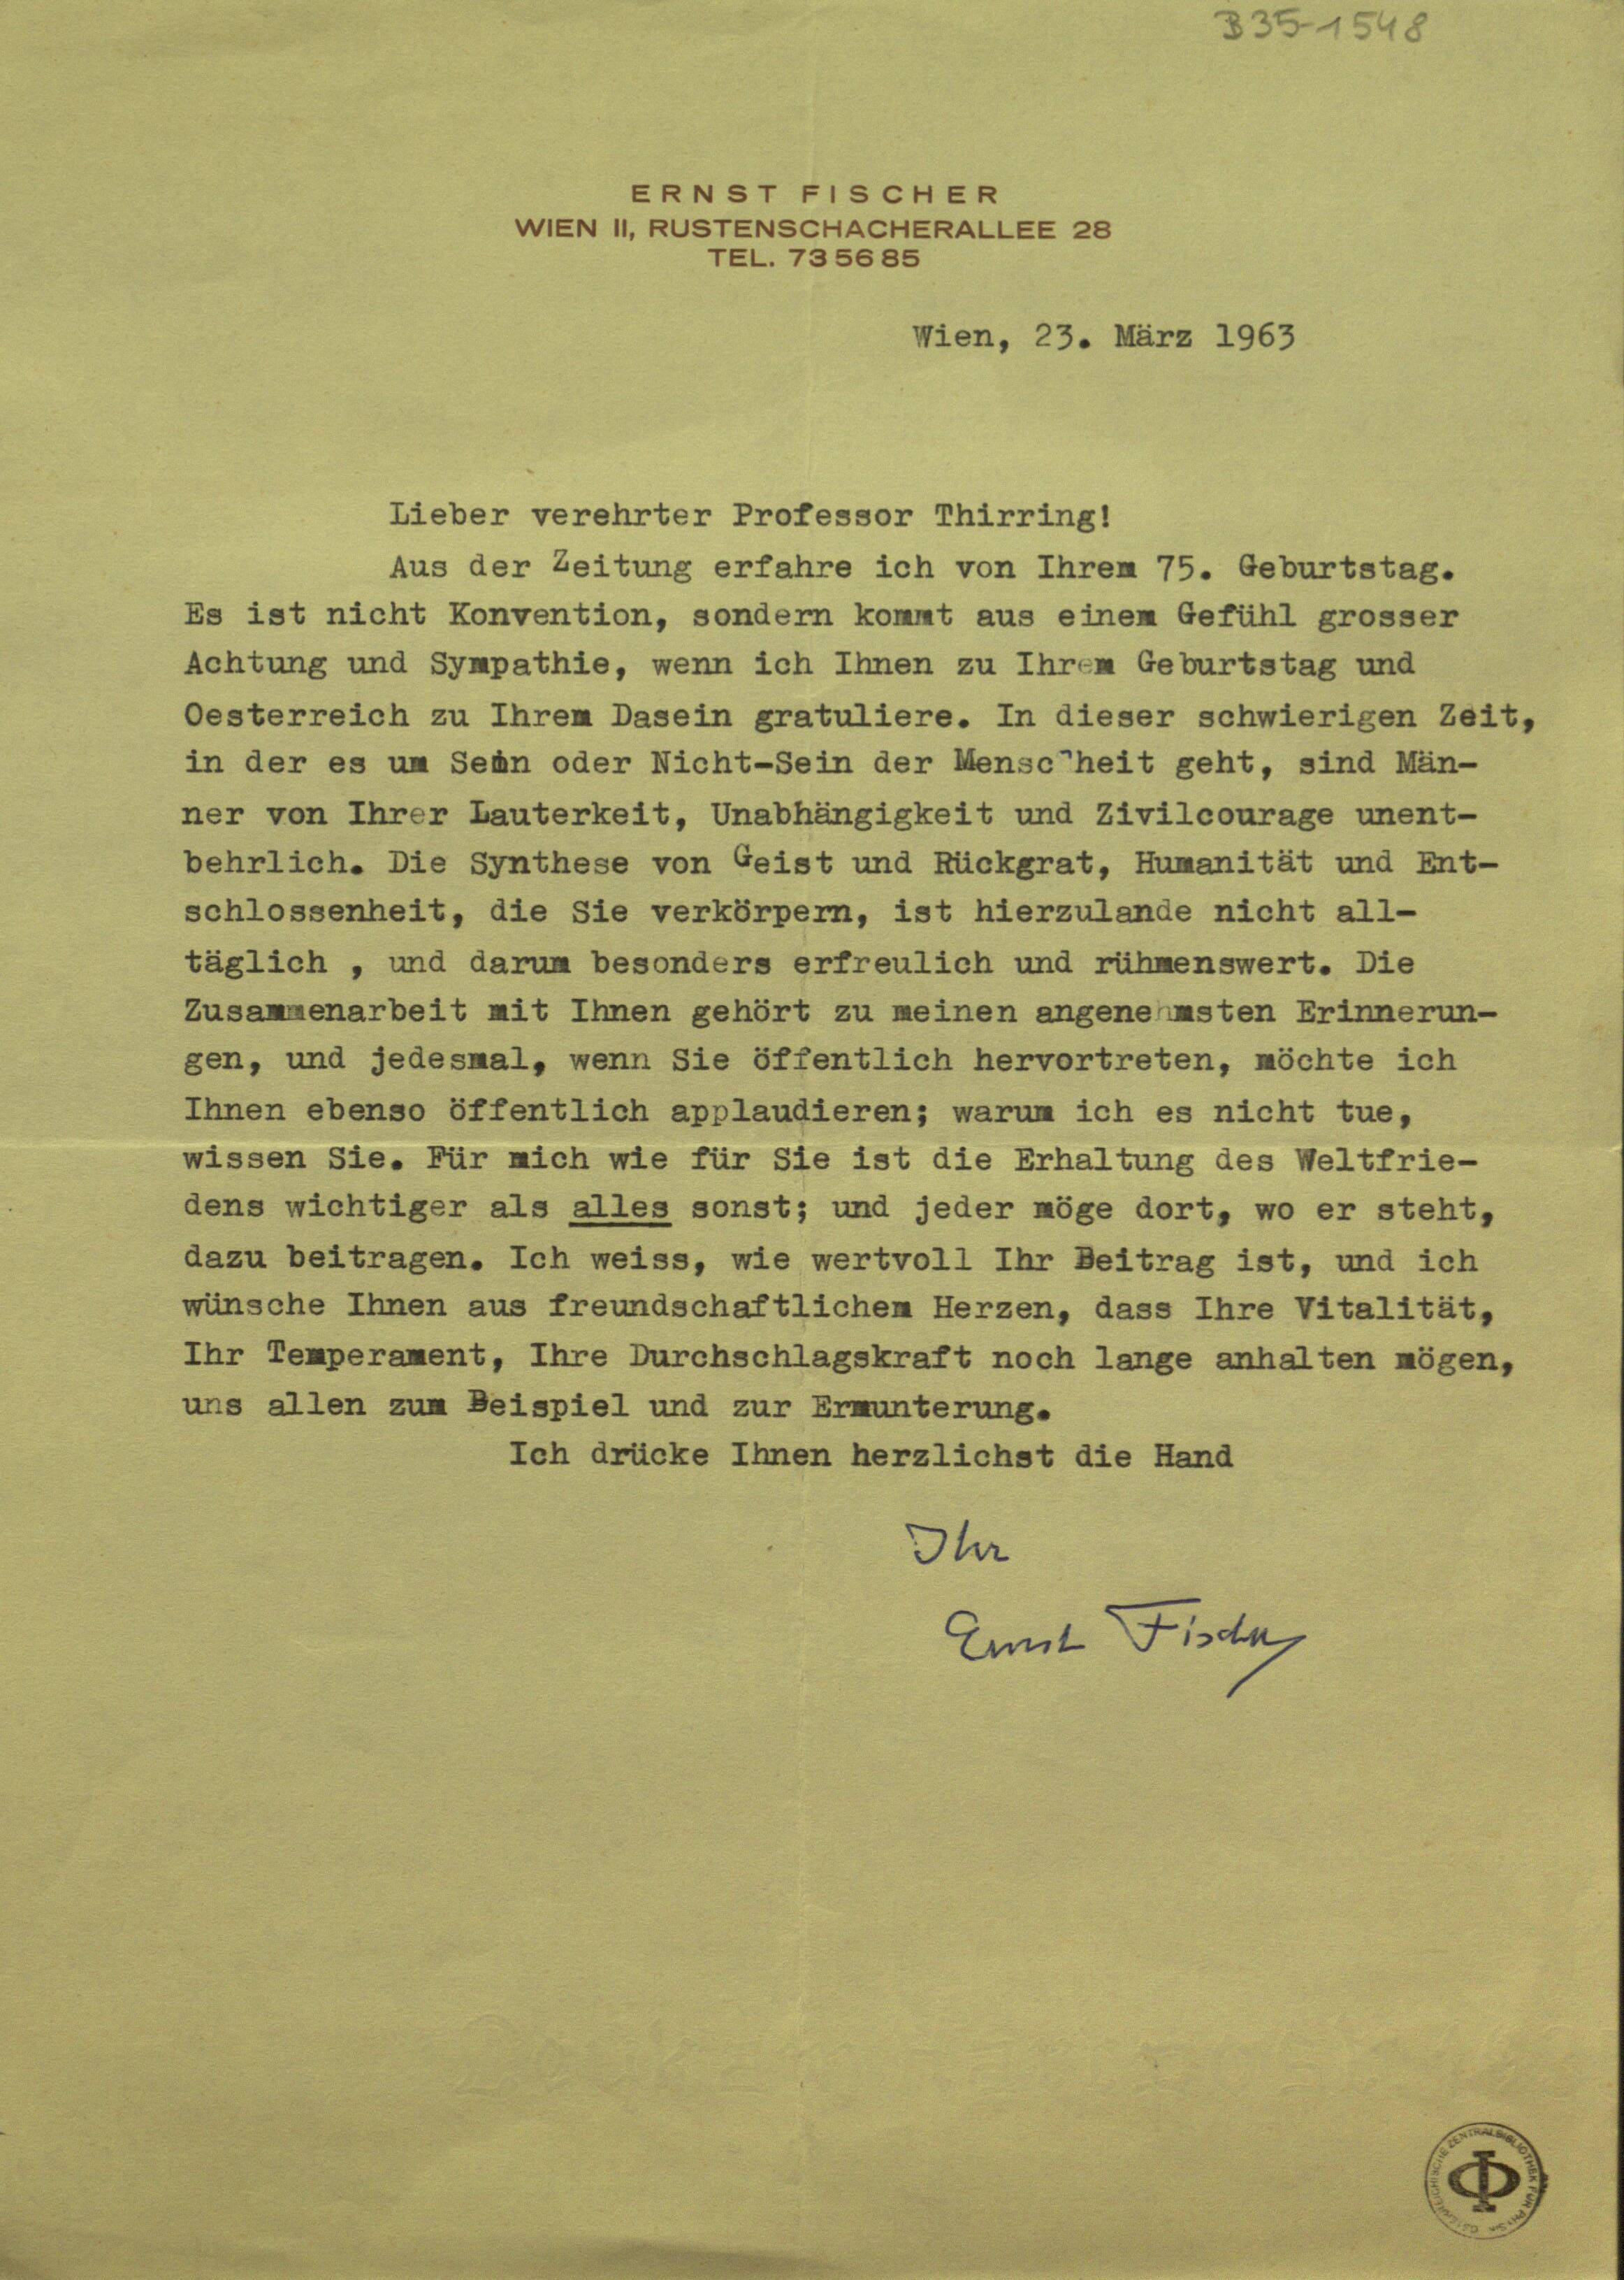 B35-1548
ERNST FISCHER
WIEN II, RUSTENSCHACHERALLEE 28
TEL. 73 56 85
Wien, 23. März 1963
Lieber verehrter Professor Thirring!
Aus der Zeitung erfahre ich von Ihrem 75. Geburtstag.
Es ist nicht Konvention, sondern kommt aus einem Gefühl grosser
Achtung und Sympathie, wenn ich Ihnen zu Ihrem Geburtstag und
Oesterreich zu Ihrem Dasein gratuliere. In dieser schwierigen Zeit,
in der es um Sein oder Nicht-Sein der Menschheit geht, sind Män-
ner von Ihrer Lauterkeit, Unabhängigkeit und Zivilcourage unent-
behrlich. Die Synthese von Geist und Rückgrat, Humanität und Ent-
schlossenheit, die Sie verkörpern, ist hierzulande nicht all-
täglich , und darum besonders erfreulich und rühmenswert. Die
Zusammenarbeit mit Ihnen gehört zu meinen angenehmsten Erinnerun-
gen, und jedesmal, wenn Sie öffentlich hervortreten, möchte ich
Ihnen ebenso öffentlich applaudieren; warum ich es nicht tue,
wissen Sie. Für mich wie für Sie ist die Erhaltung des Weltfrie-
dens wichtiger als alles sonst; und jeder möge dort, wo er steht,
dazu beitragen. Ich weiss, wie wertvoll Ihr Beitrag ist, und ich
wünsche Ihnen aus freundschaftlichem Herzen, dass Ihre Vitalität,
Ihr Temperament, Ihre Durchschlagskraft noch lange anhalten mögen,
uns allen zum Beispiel und zur Ermunterung.
Ich drücke Ihnen herzlichst die Hand
Ihr
Ernst Fischer
ÖSTERREICHISCHE ZENTRALBIBLIOTHEK FÜR PHYSIK